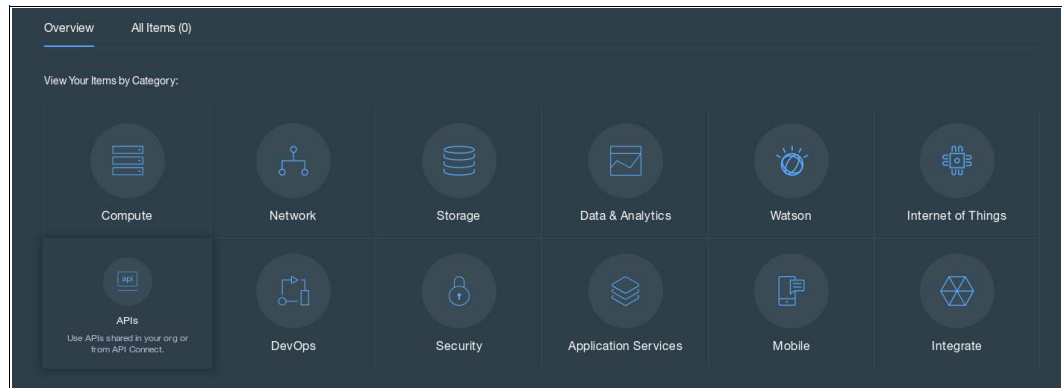 Overview
All Items (0)
View Your Items by Category:
Compute
Network
Storage
Data & Analytics
Watson
Internet of Things
api
APIs
Use APIs shared in your org or
from API Connect.
DevOps
Security
Application Services
Mobile
Integrate